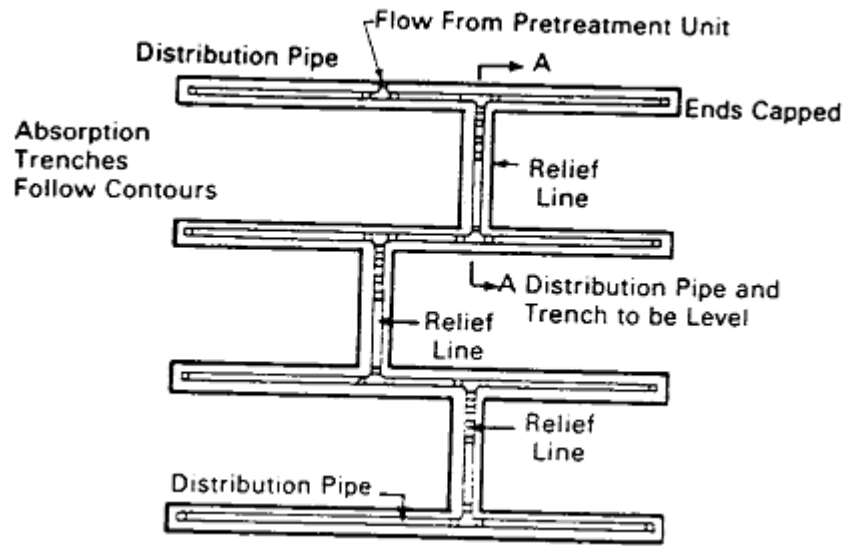 Flow From Pretreatment Unit
Distribution Pipe
A
Ends Capped
Absorption
Trenches
Follow Contours
Relief
Line
A Distribution Pipe and
Trench to be Level
Relief
Line
Relief
Line
Distribution Pipe